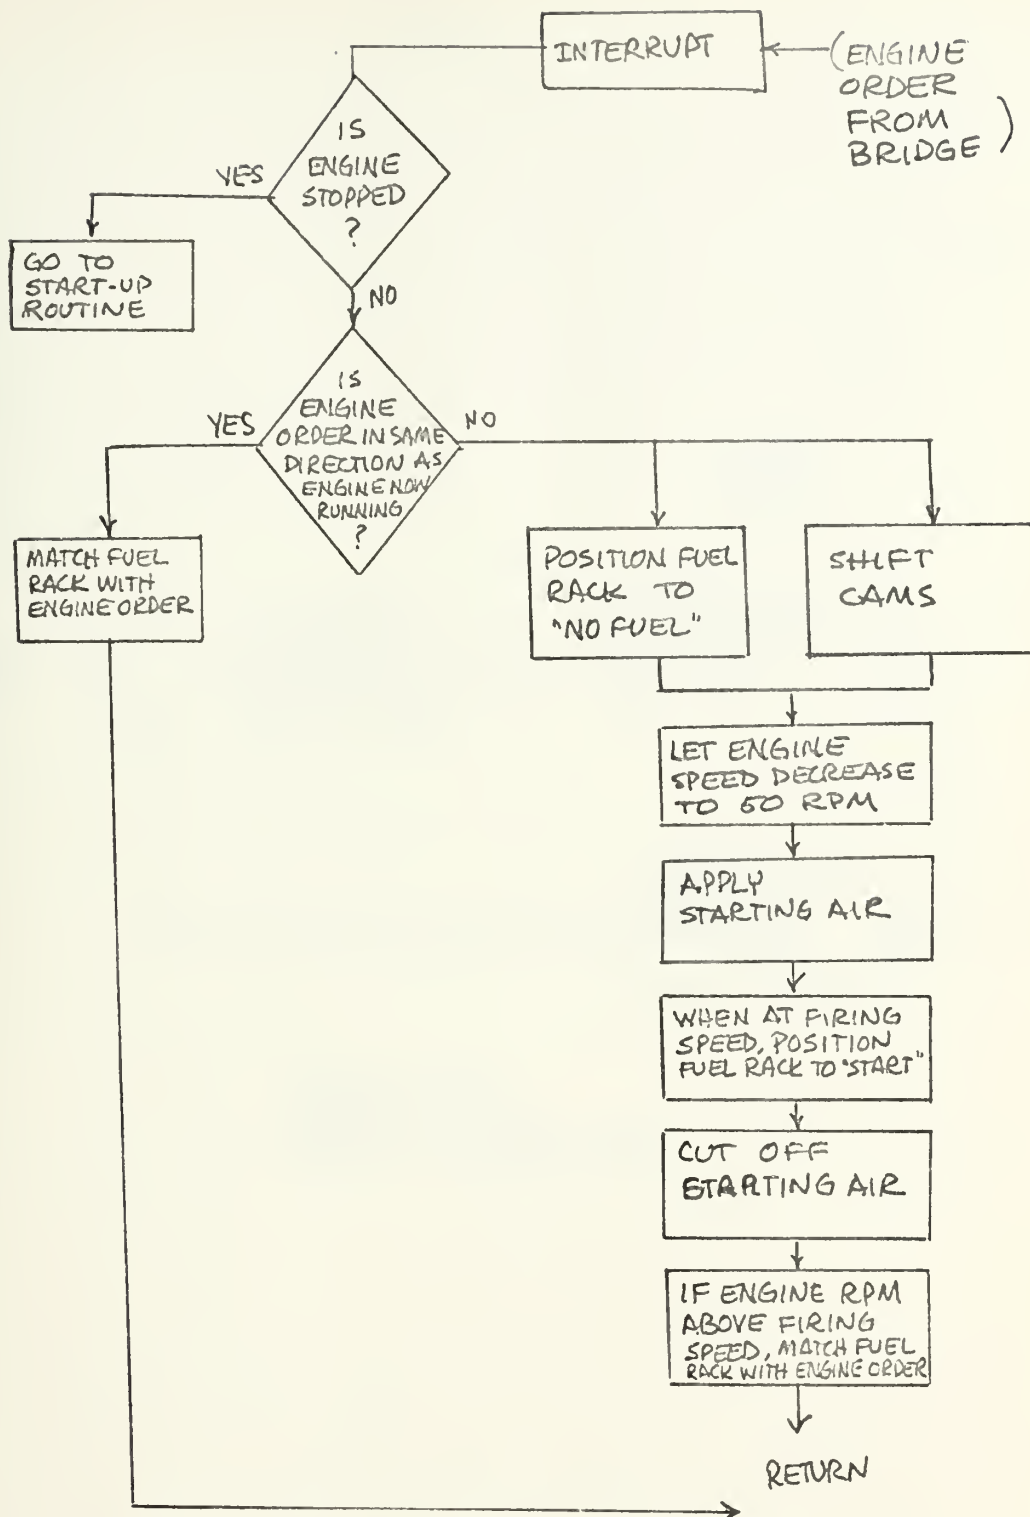 INTERRUPT
(ENGINE
ORDER
FROM
BRIDGE)
IS
ENGINE
STOPPED
?
YES
GO TO
START-UP
ROUTINE
NO
IS
ENGINE
ORDER IN SAME
DIRECTION AS
ENGINE NOW
RUNNING
?
YES
NO
MATCH FUEL
RACK WITH
ENGINE ORDER
POSITION FUEL
RACK TO
"NO FUEL"
SHIFT
CAMS
LET ENGINE
SPEED DECREASE
TO 50 RPM
APPLY
STARTING AIR
WHEN AT FIRING
SPEED, POSITION
FUEL RACK TO "START"
CUT OFF
STARTING AIR
IF ENGINE RPM
ABOVE FIRING
SPEED, MATCH FUEL
RACK WITH ENGINE ORDER
RETURN